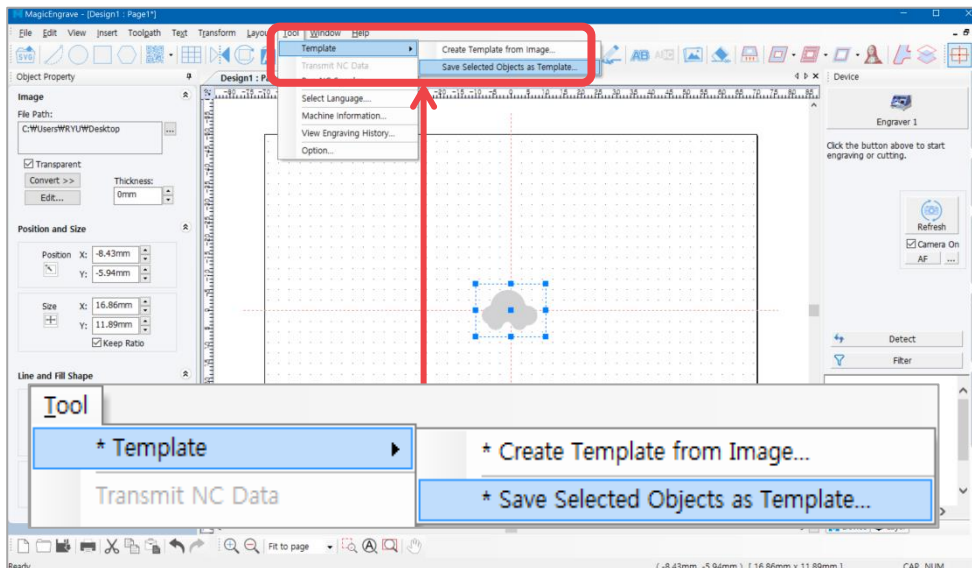 MagicEngrave - [Design1 : Page1*]
File Edit View Insert Toolpath Text Transform Layou Tool Window Help
SVG AB
Object Property
Design1 : P
Device
Template
Transmit NC Data
Select Language....
Machine Information...
View Engraving History...
Option...
Create Template from Image...
Save Selected Objects as Template...
Image
File Path:
C:₩Users₩RYU₩Desktop
...
Transparent
Convert >>
Thickness:
Edit...
0mm
Position and Size
Position X: -8.43mm
Y: -5.94mm
Size X: 16.86mm
Y: 11.89mm
Keep Ratio
Line and Fill Shape
Engraver 1
Click the button above to start
engraving or cutting.
Refresh
Camera On
AF ...
Detect
Filter
Tool
* Template
Transmit NC Data
* Create Template from Image...
* Save Selected Objects as Template...
Fit to page
Ready
( -8.43mm, -5.94mm ) [ 16.86mm x 11.89mm ]
CAP NUM